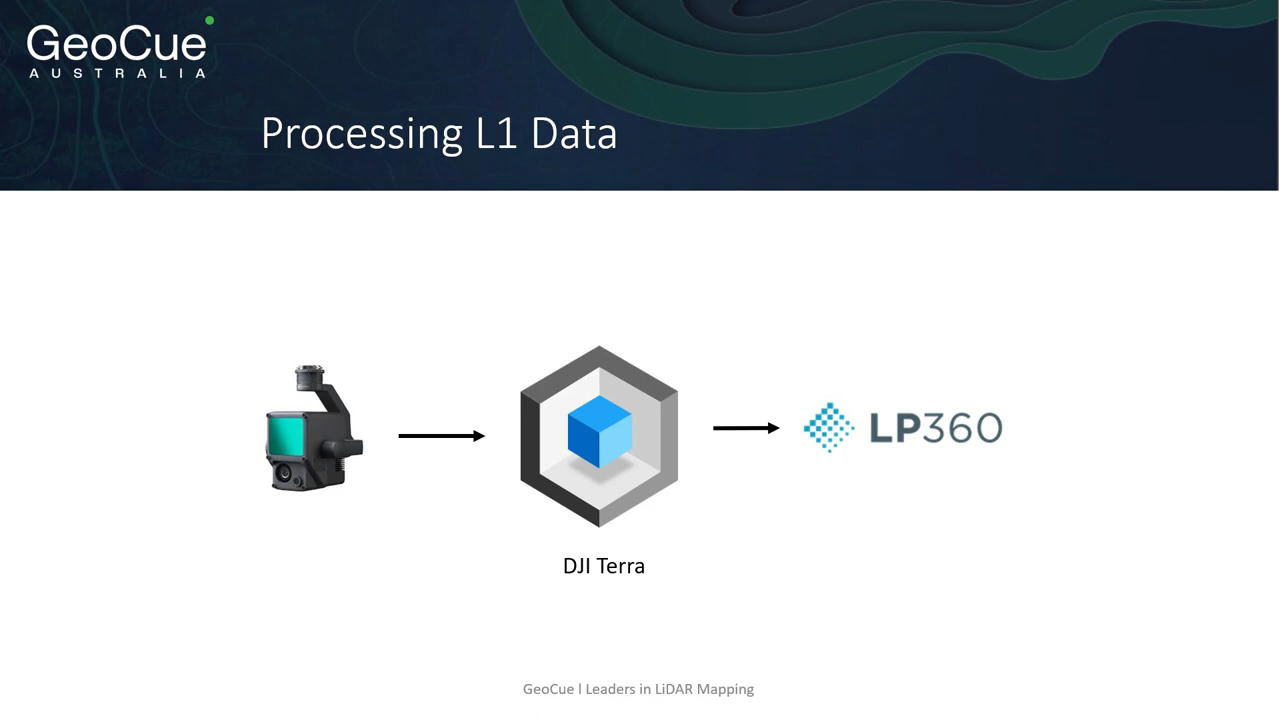 GeoCue
AUSTRALIA
Processing L1 Data
LP360
DJI Terra
GeoCue l Leaders in LiDAR Mapping